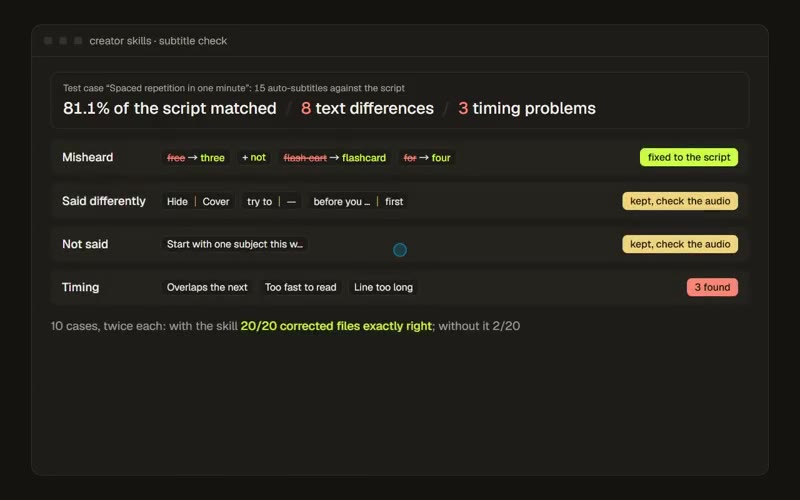 creator skills · subtitle check
Test case “Spaced repetition in one minute”: 15 auto-subtitles against the script
81.1% of the script matched / 8 text differences / 3 timing problems
Misheard free → three + not flash cart → flashcard for → four fixed to the script
Said differently Hide | Cover try to | — before you … | first kept, check the audio
Not said Start with one subject this w… kept, check the audio
Timing Overlaps the next Too fast to read Line too long 3 found
10 cases, twice each: with the skill 20/20 corrected files exactly right; without it 2/20